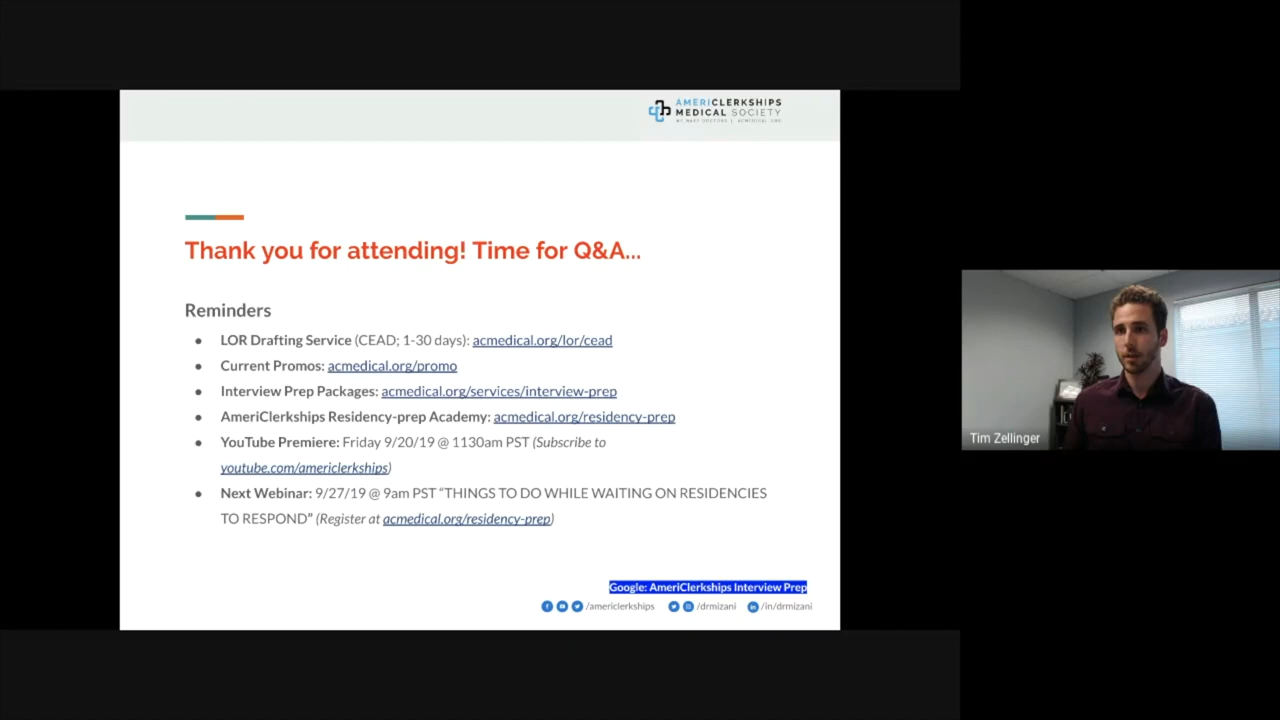 AMERICLERKSHIPS
MEDICAL SOCIETY
WE MAKE DOCTORS | ACMEDICAL.ORG
Thank you for attending! Time for Q&A...
Reminders
● LOR Drafting Service (CEAD; 1-30 days): acmedical.org/lor/cead
● Current Promos: acmedical.org/promo
● Interview Prep Packages: acmedical.org/services/interview-prep
● AmeriClerkships Residency-prep Academy: acmedical.org/residency-prep
● YouTube Premiere: Friday 9/20/19 @ 1130am PST (Subscribe to
youtube.com/americlerkships)
● Next Webinar: 9/27/19 @ 9am PST “THINGS TO DO WHILE WAITING ON RESIDENCIES
TO RESPOND” (Register at acmedical.org/residency-prep)
Tim Zellinger
Google: AmeriClerkships Interview Prep
/americlerkships /drmizani /in/drmizani